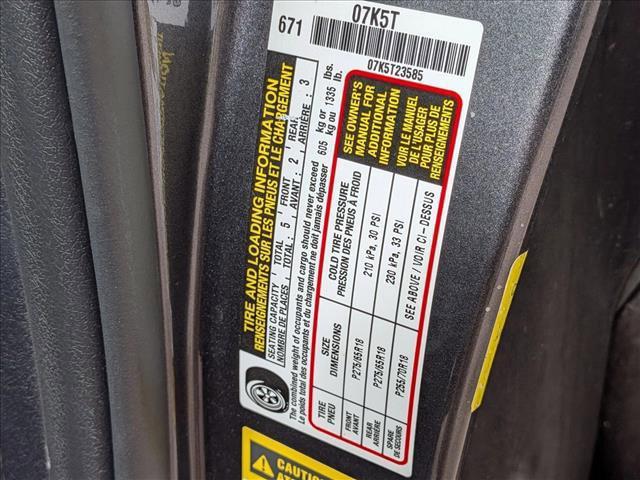 671
07K5T
07K5T23585
TIRE AND LOADING INFORMATION
RENSEIGNEMENTS SUR LES PNEUS ET LE CHARGEMENT
SEATING CAPACITY TOTAL: 5 FRONT 2 REAR 3
NOMBRE DE PLACES TOTAL: AVANT: ARRIÈRE:
The combined weight of occupants and cargo should never exceed 605 kg or 1335 lbs.
Le poids total des occupants et du chargement ne doit jamais dépasser kg ou lb.
TIRE SIZE COLD TIRE PRESSURE
PNEU DIMENSIONS PRESSION DES PNEUS À FROID
FRONT P275/65R18 210 kPa, 30 PSI
AVANT
REAR P275/65R18 230 kPa, 33 PSI
ARRIÈRE
SPARE P255/70R18 SEE ABOVE / VOIR CI-DESSUS
DE SECOURS
SEE OWNER'S
MANUAL FOR
ADDITIONAL
INFORMATION
VOIR LE MANUEL
DE L'USAGER
POUR PLUS DE
RENSEIGNEMENTS
CAUTION